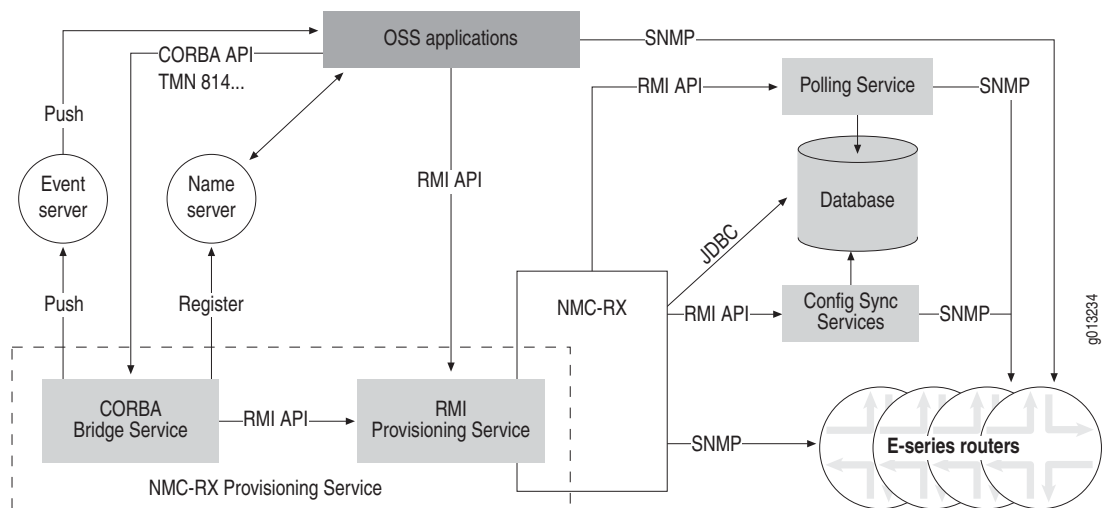 OSS applications
SNMP
CORBA API
TMN 814...
RMI API
Polling Service
SNMP
Push
RMI API
Event
server
Name
server
Database
JDBC
Push
Register
NMC-RX
RMI API
Config Sync
Services
SNMP
g013234
CORBA
Bridge Service
RMI API
RMI
Provisioning Service
SNMP
E-series routers
NMC-RX Provisioning Service